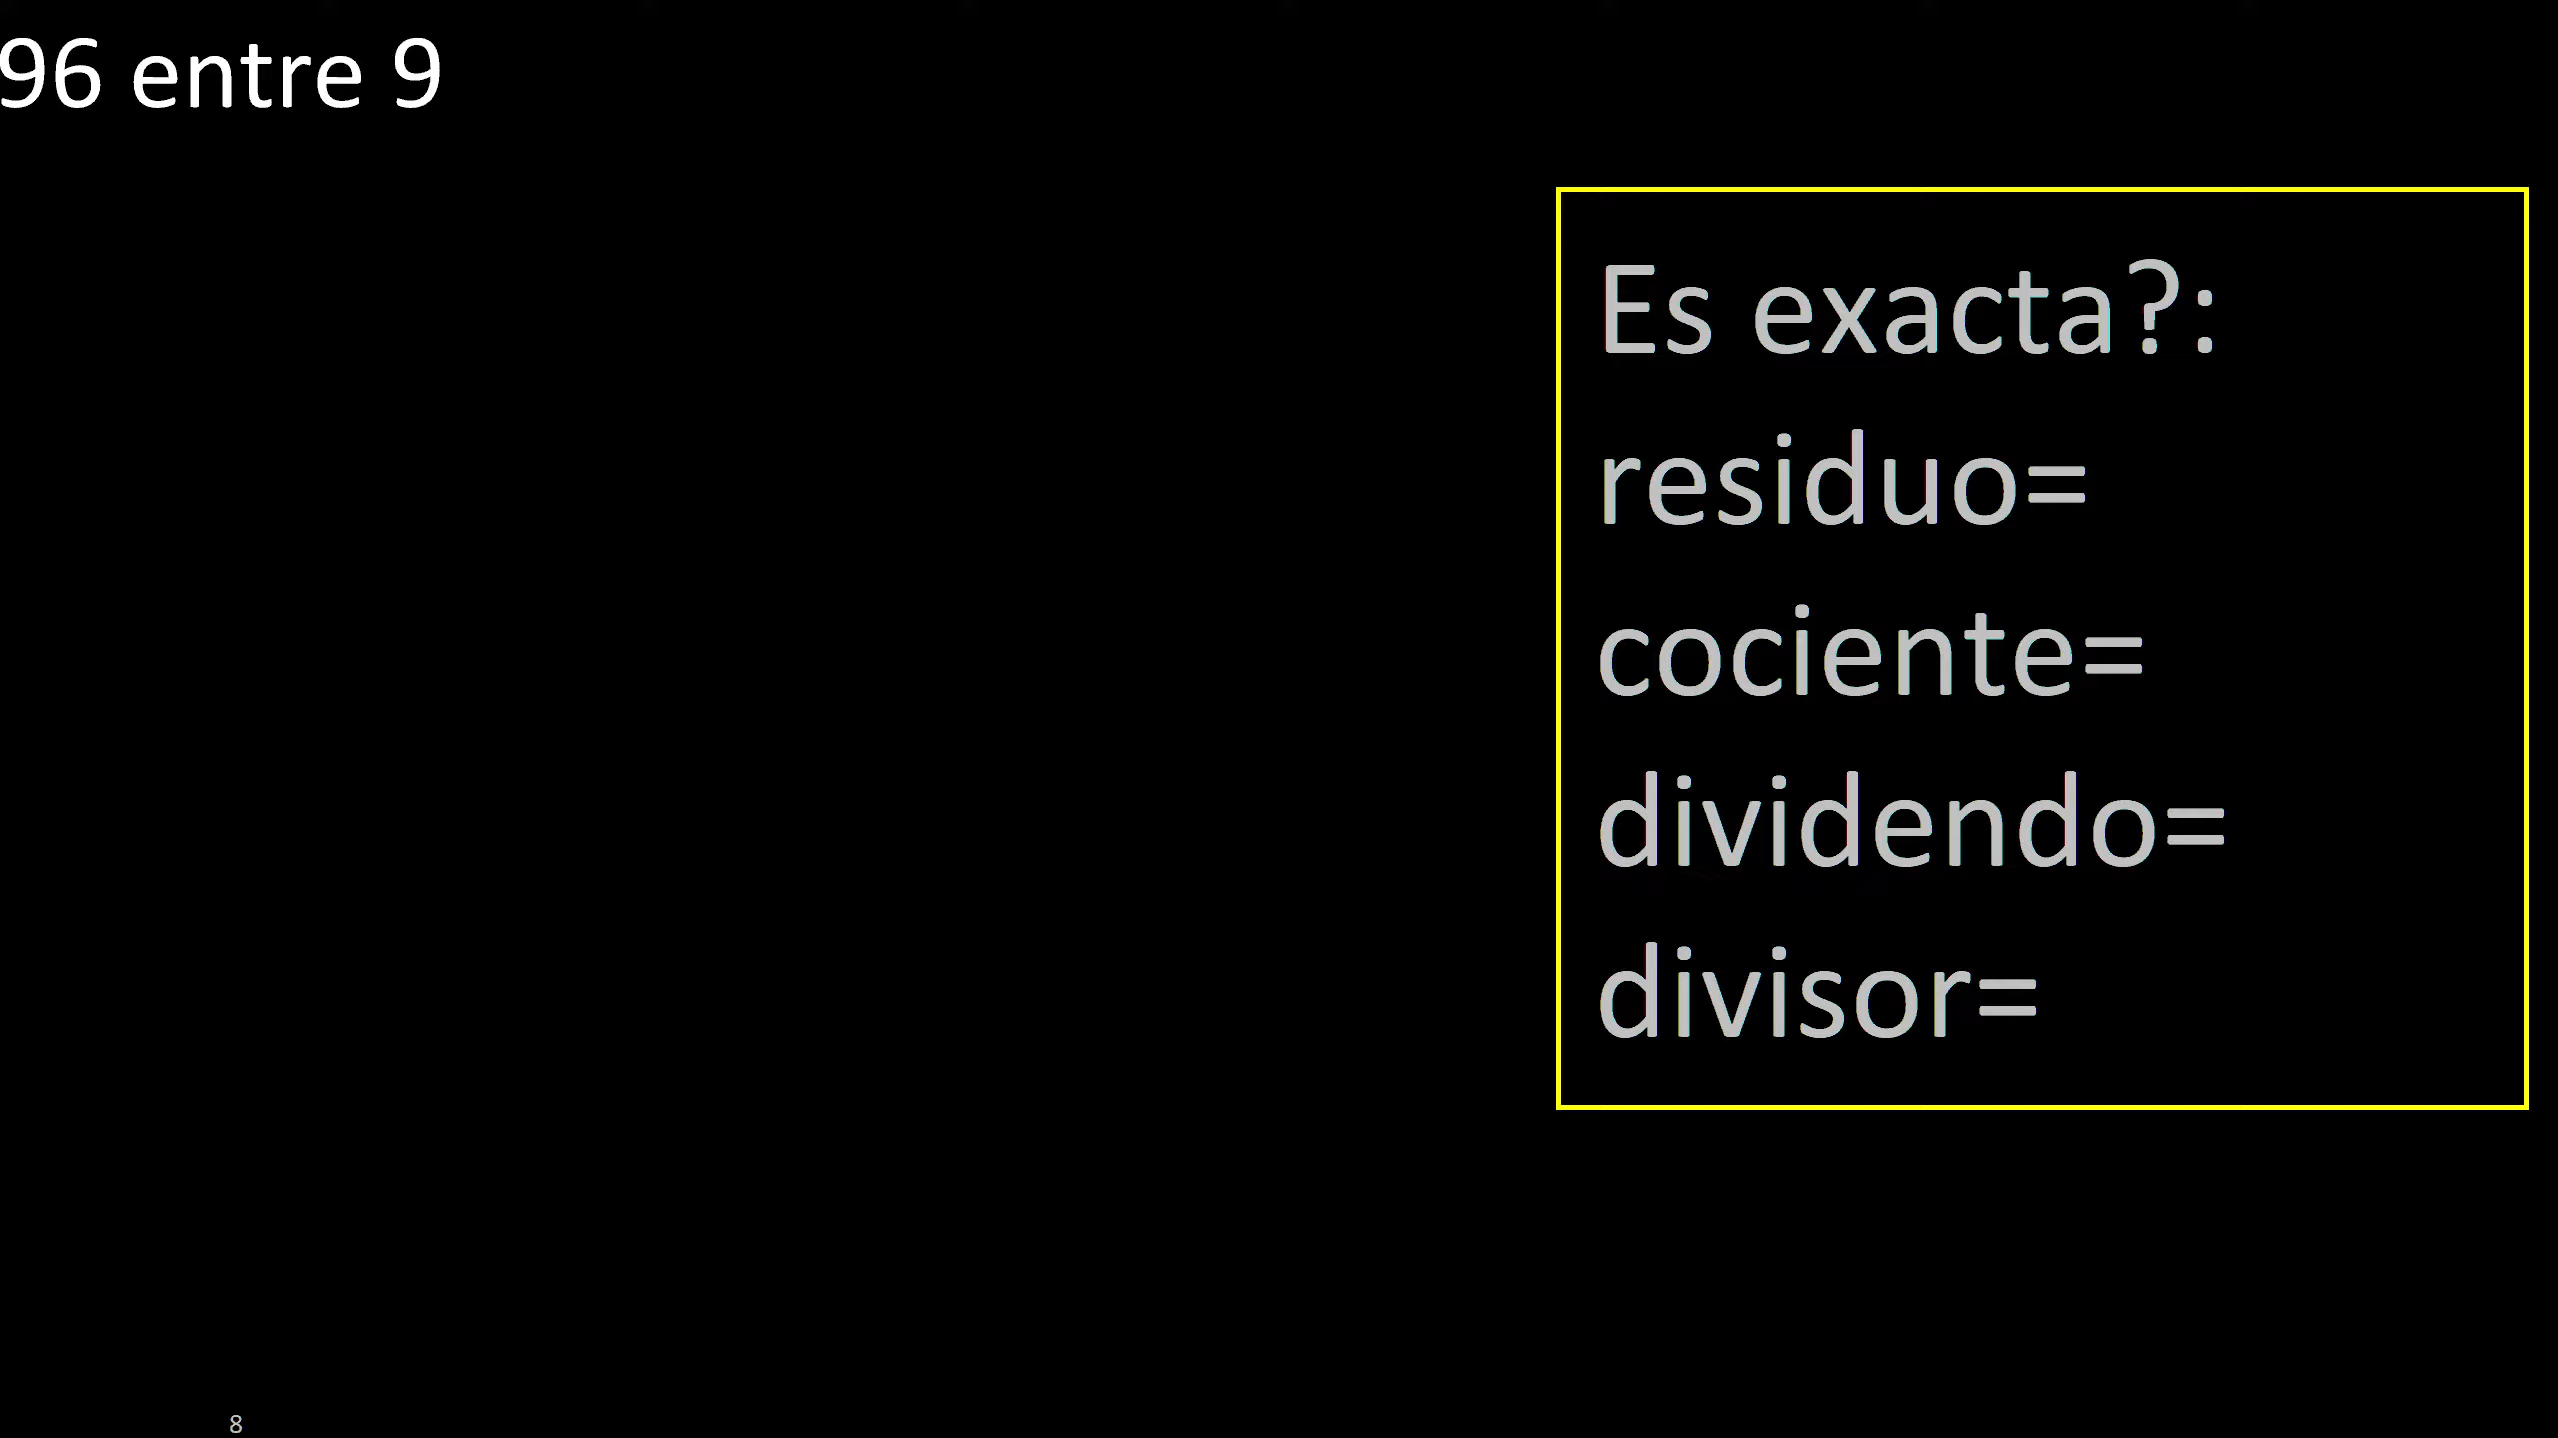 96 entre 9
Es exacta?:
residuo=
cociente=
dividendo=
divisor=
8